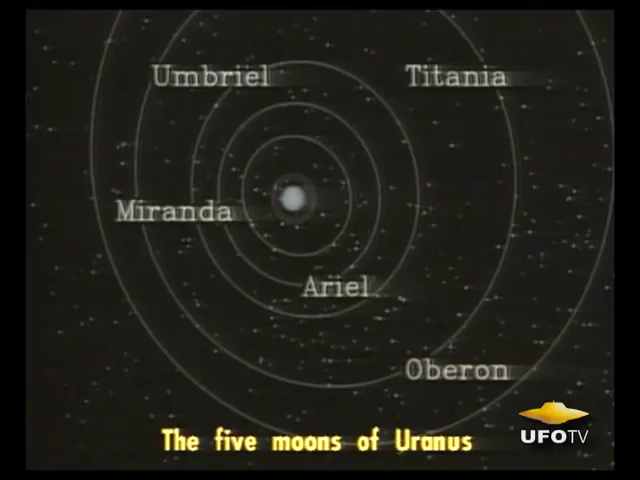 Umbriel
Titania
Miranda
Ariel
Oberon
The five moons of Uranus
UFOTV